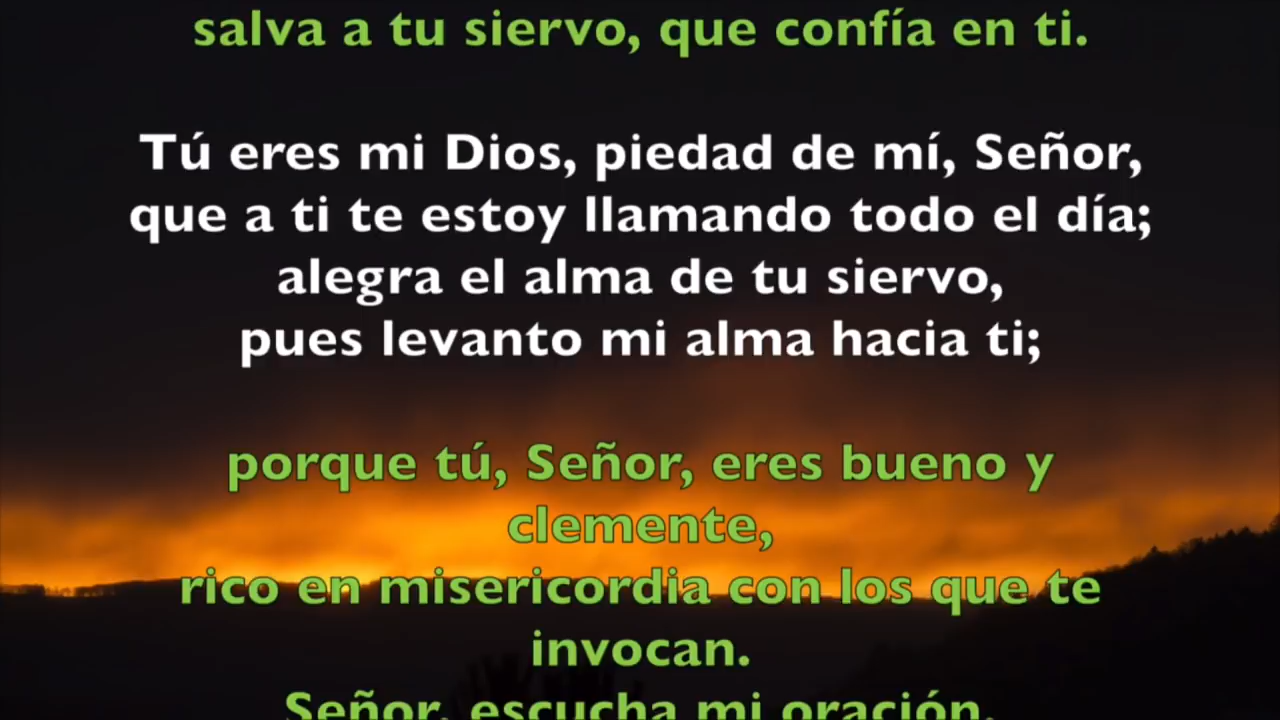 salva a tu siervo, que confía en ti.
Tú eres mi Dios, piedad de mí, Señor,
que a ti te estoy llamando todo el día;
alegra el alma de tu siervo,
pues levanto mi alma hacia ti;
porque tú, Señor, eres bueno y
clemente,
rico en misericordia con los que te
invocan.
Señor, escucha mi oración,